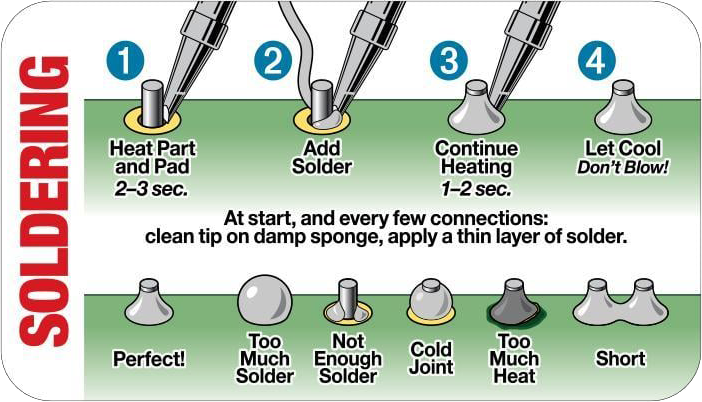 SOLDERING
1
2
3
4
Heat Part
and Pad
2–3 sec.
Add
Solder
Continue
Heating
1–2 sec.
Let Cool
Don't Blow!
At start, and every few connections:
clean tip on damp sponge, apply a thin layer of solder.
Perfect!
Too
Much
Solder
Not
Enough
Solder
Cold
Joint
Too
Much
Heat
Short